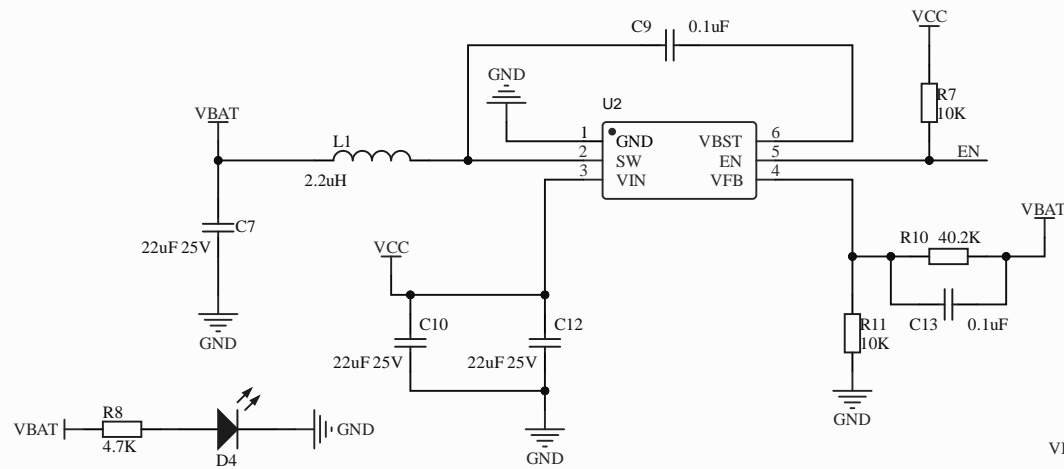 C9 0.1uF
VCC
GND
U2
R7
10K
VBAT
L1
2.2uH
1 GND VBST 6
2 SW EN 5 EN
3 VIN VFB 4
C7
22uF 25V
VBAT
R10 40.2K
VCC
C10
22uF 25V
C12
22uF 25V
R11
10K
C13 0.1uF
GND
GND
R8
VBAT
4.7K
D4
GND
GND